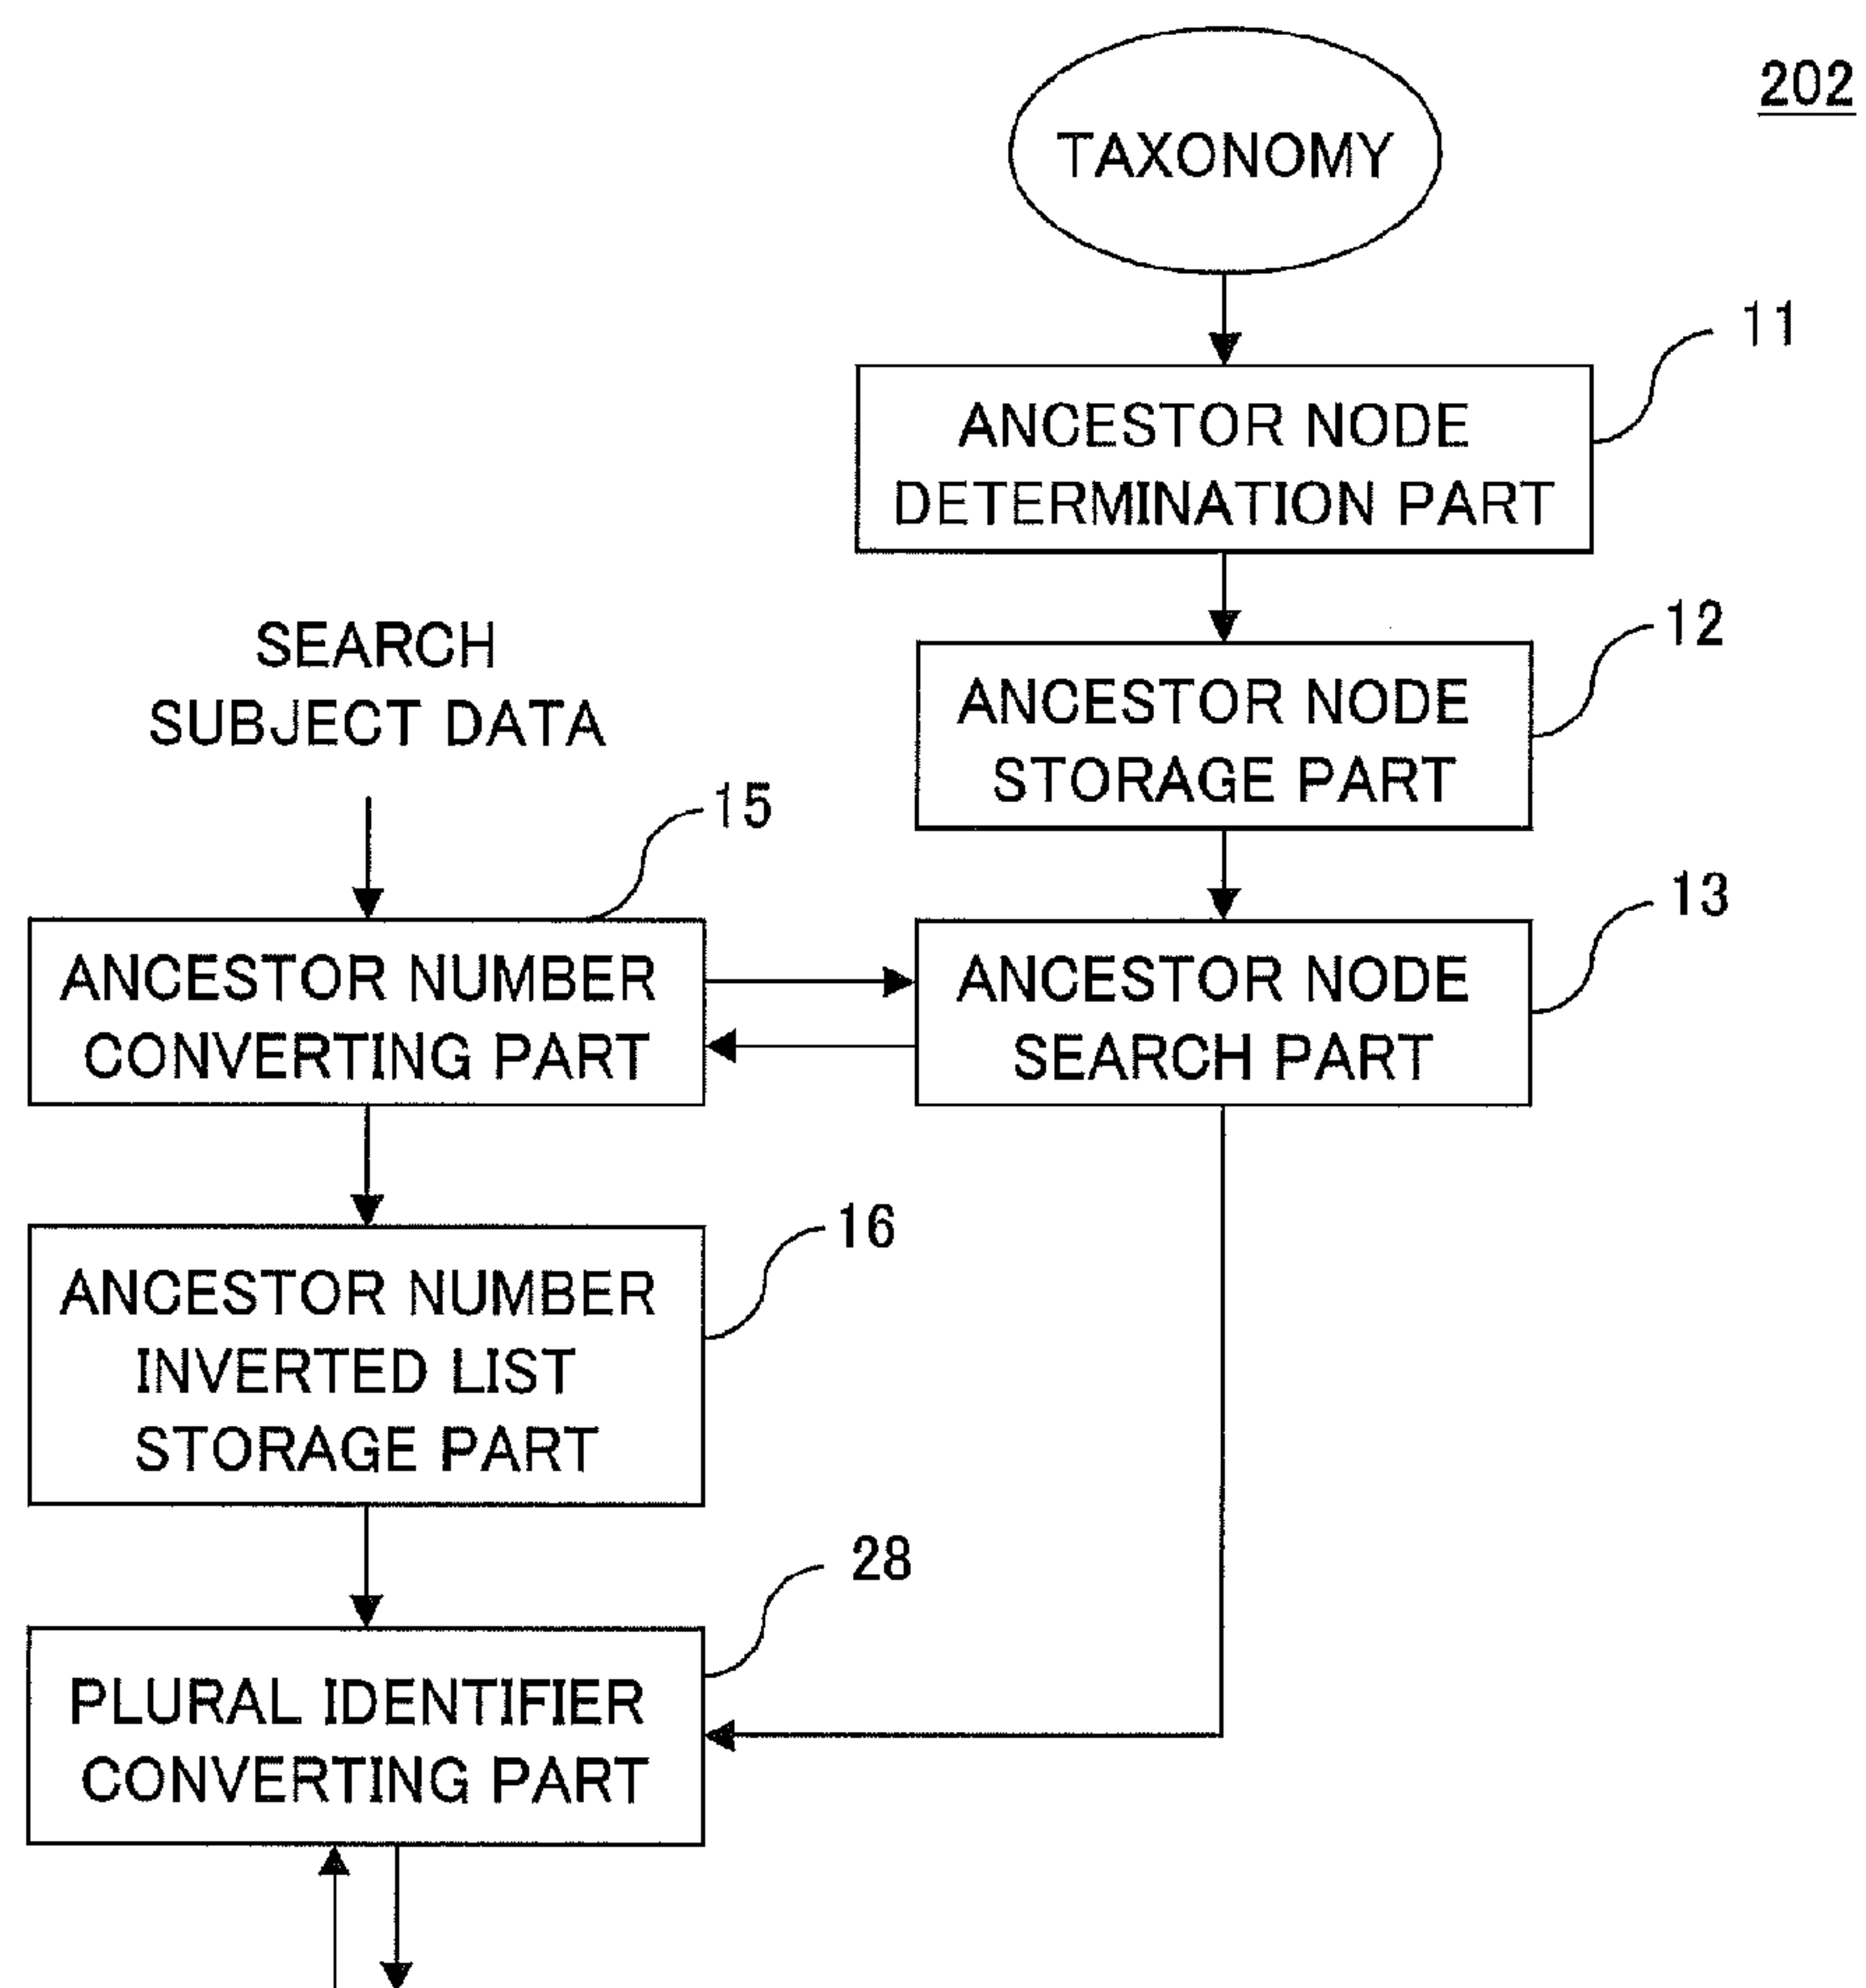 202
TAXONOMY
11
ANCESTOR NODE
DETERMINATION PART
12
ANCESTOR NODE
STORAGE PART
SEARCH
SUBJECT DATA
15
13
ANCESTOR NUMBER
CONVERTING PART
ANCESTOR NODE
SEARCH PART
16
ANCESTOR NUMBER
INVERTED LIST
STORAGE PART
28
PLURAL IDENTIFIER
CONVERTING PART